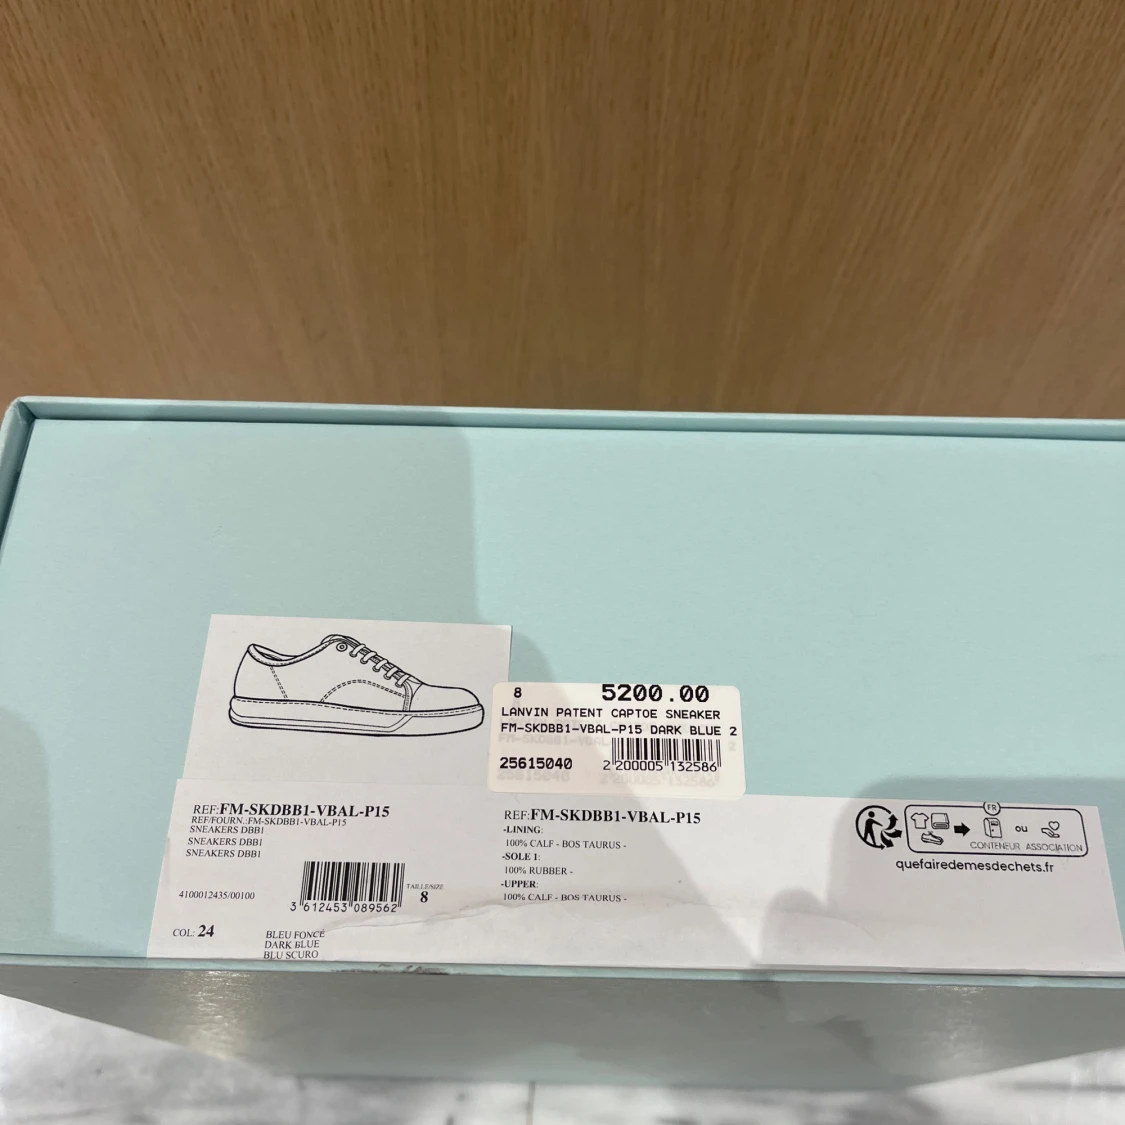 8 5200.00
LANVIN PATENT CAPTOE SNEAKER
FM-SKDBB1-VBAL-P15 DARK BLUE 2
25615040 2 200005 132586
REF:FM-SKDBB1-VBAL-P15
REF/FOURN.:FM-SKDBB1-VBAL-P15
SNEAKERS DBB1
SNEAKERS DBB1
SNEAKERS DBB1
4100012435/00100
3 612453 089562
TAILLE/SIZE
8
COL: 24
BLEU FONCÉ
DARK BLUE
BLU SCURO
REF:FM-SKDBB1-VBAL-P15
-LINING:
100% CALF - BOS TAURUS -
-SOLE 1:
100% RUBBER -
-UPPER:
100% CALF - BOS TAURUS -
FR
ou
CONTENEUR ASSOCIATION
quefairedemesdechets.fr